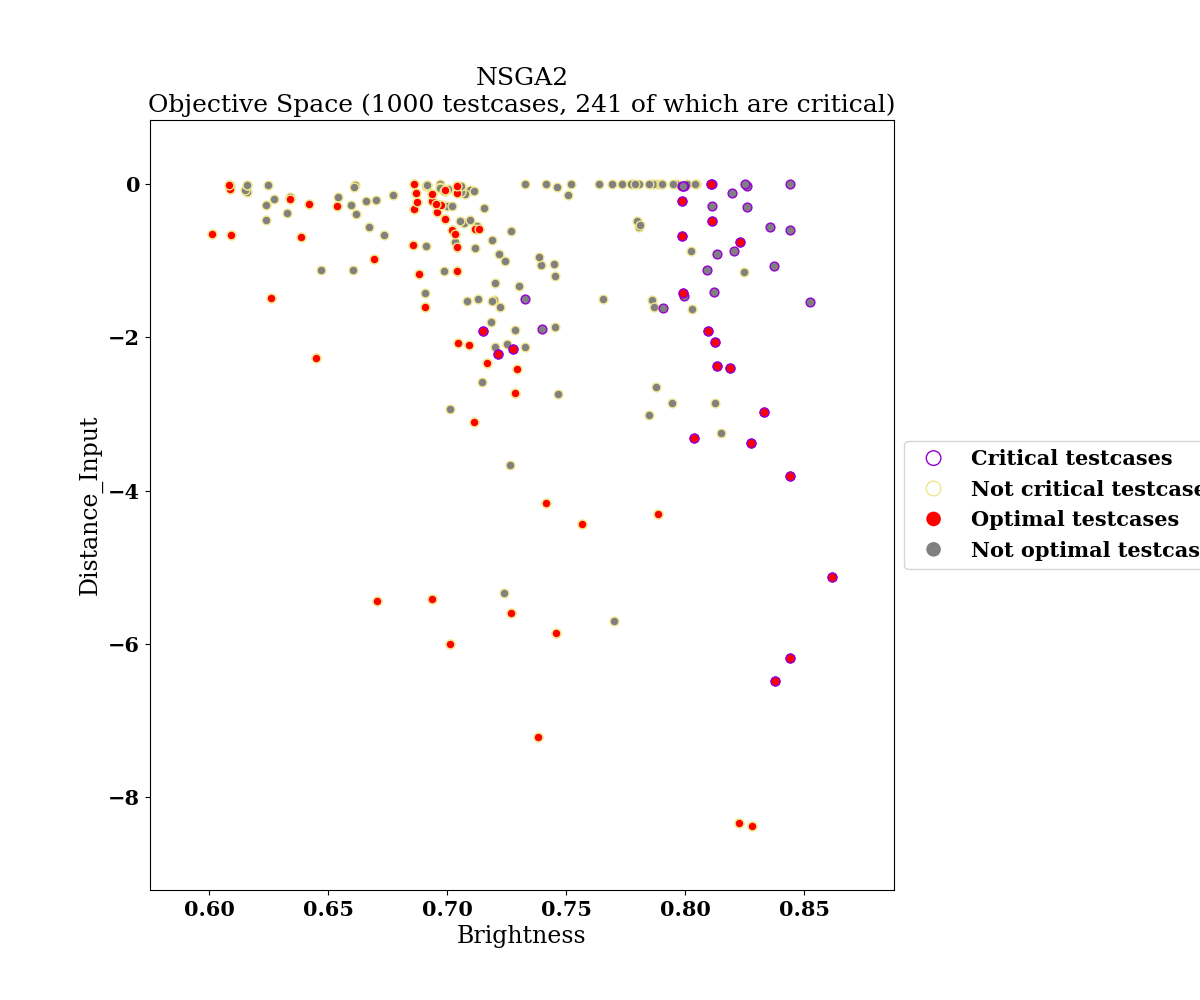 NSGA2
Objective Space (1000 testcases, 241 of which are critical)
0
−2
−4
−6
−8
Distance_Input
0.60 0.65 0.70 0.75 0.80 0.85
Brightness
Critical testcases
Not critical testcase
Optimal testcases
Not optimal testcas